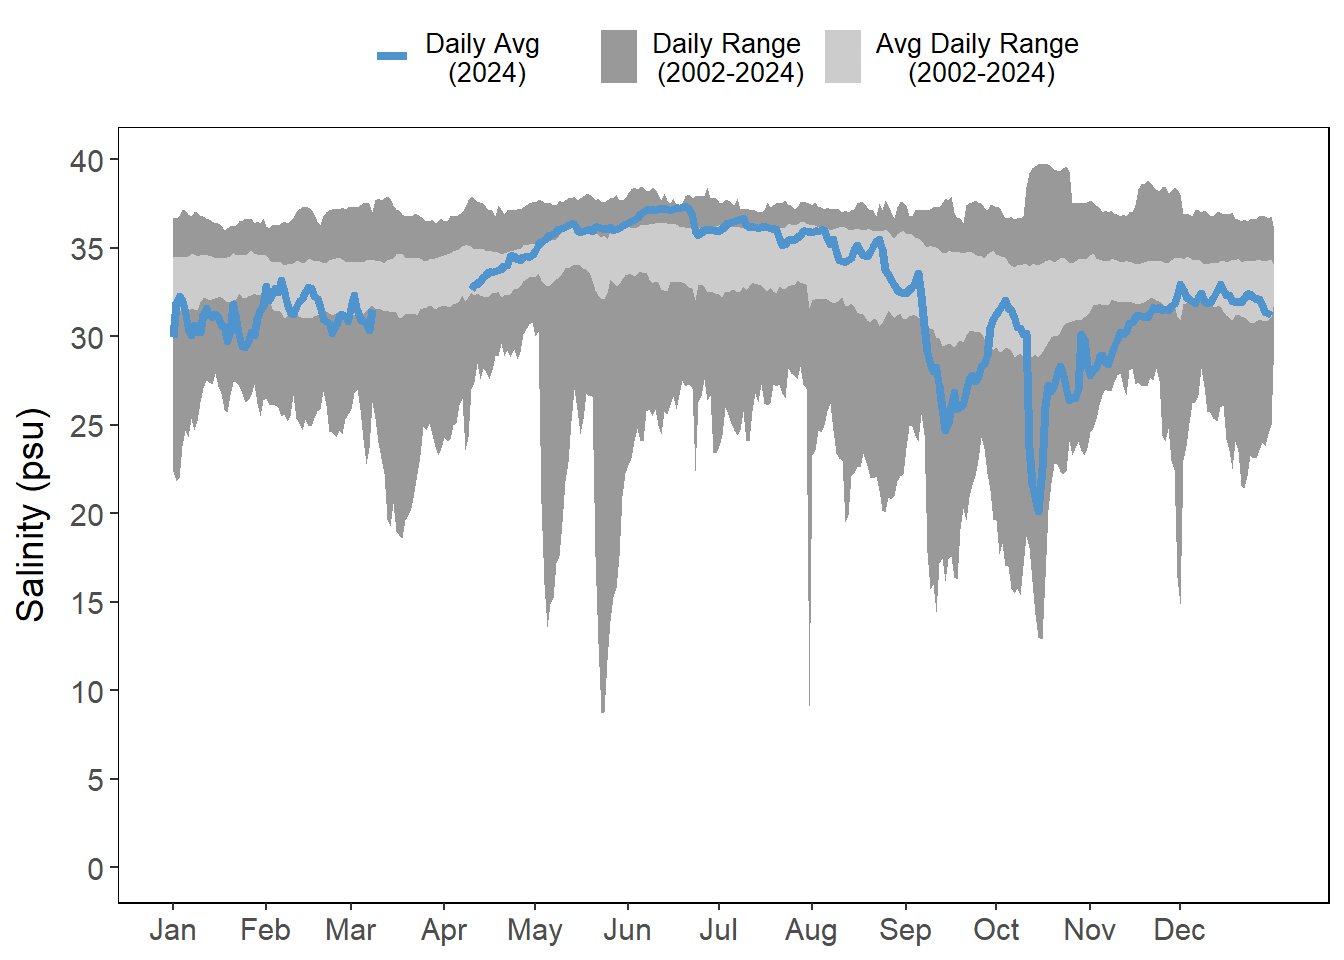 Daily Avg
(2024)
Daily Range
(2002-2024)
Avg Daily Range
(2002-2024)
Salinity (psu)
40
35
30
25
20
15
10
5
0
Jan Feb Mar Apr May Jun Jul Aug Sep Oct Nov Dec